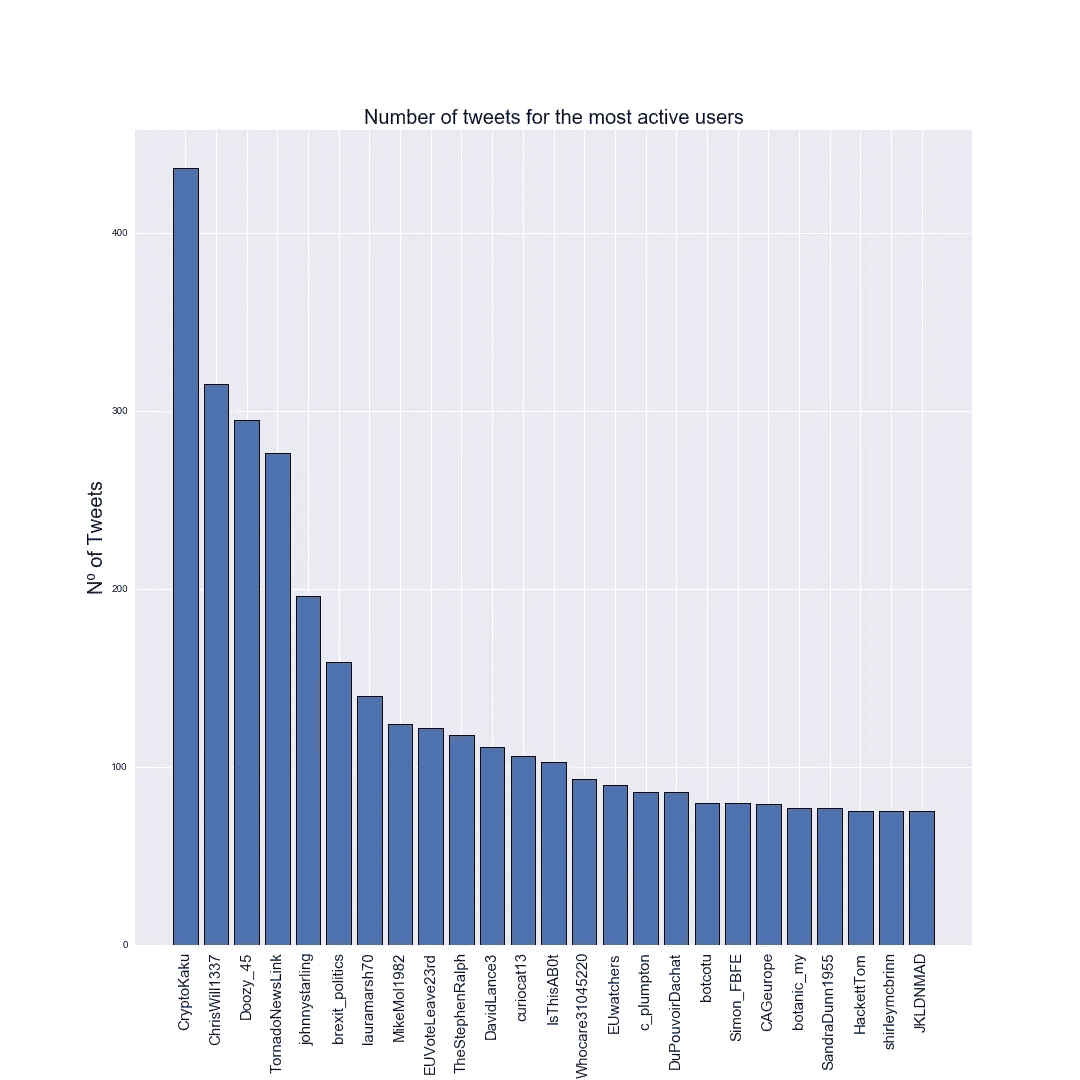 Number of tweets for the most active users
Nº of Tweets
400
300
200
100
0
CryptoKaku
ChrisWill1337
Doozy_45
TornadoNewsLink
johnnystarling
brexit_politics
lauramarsh70
MikeMol1982
EUVoteLeave23rd
TheStephenRalph
DavidLance3
curiocat13
IsThisAB0t
Whocare31045220
EUwatchers
c_plumpton
DuPouvoirDachat
botcotu
Simon_FBFE
CAGeurope
botanic_my
SandraDunn1955
HackettTom
shirleymcbrinn
JKLDNMAD